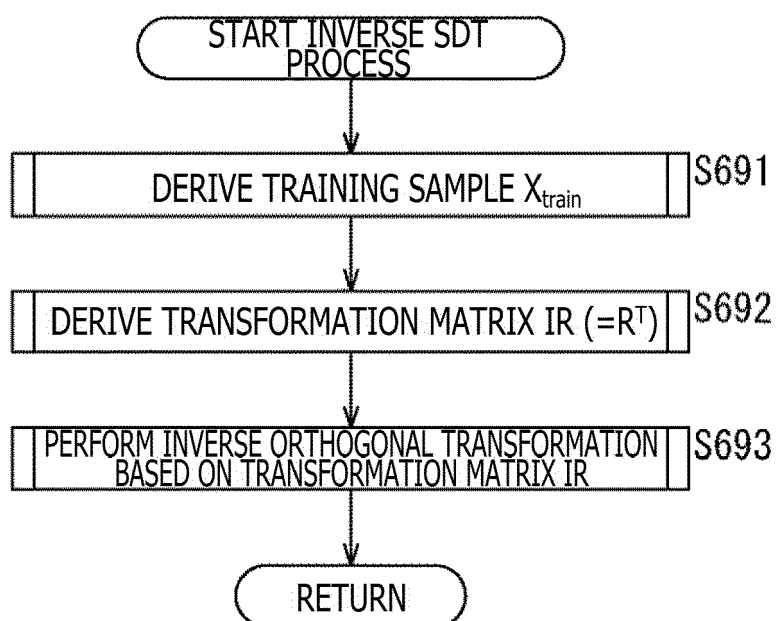 START INVERSE SDT
PROCESS
DERIVE TRAINING SAMPLE Xtrain
S691
DERIVE TRANSFORMATION MATRIX IR (=Rᵀ)
S692
PERFORM INVERSE ORTHOGONAL TRANSFORMATION
BASED ON TRANSFORMATION MATRIX IR
S693
RETURN